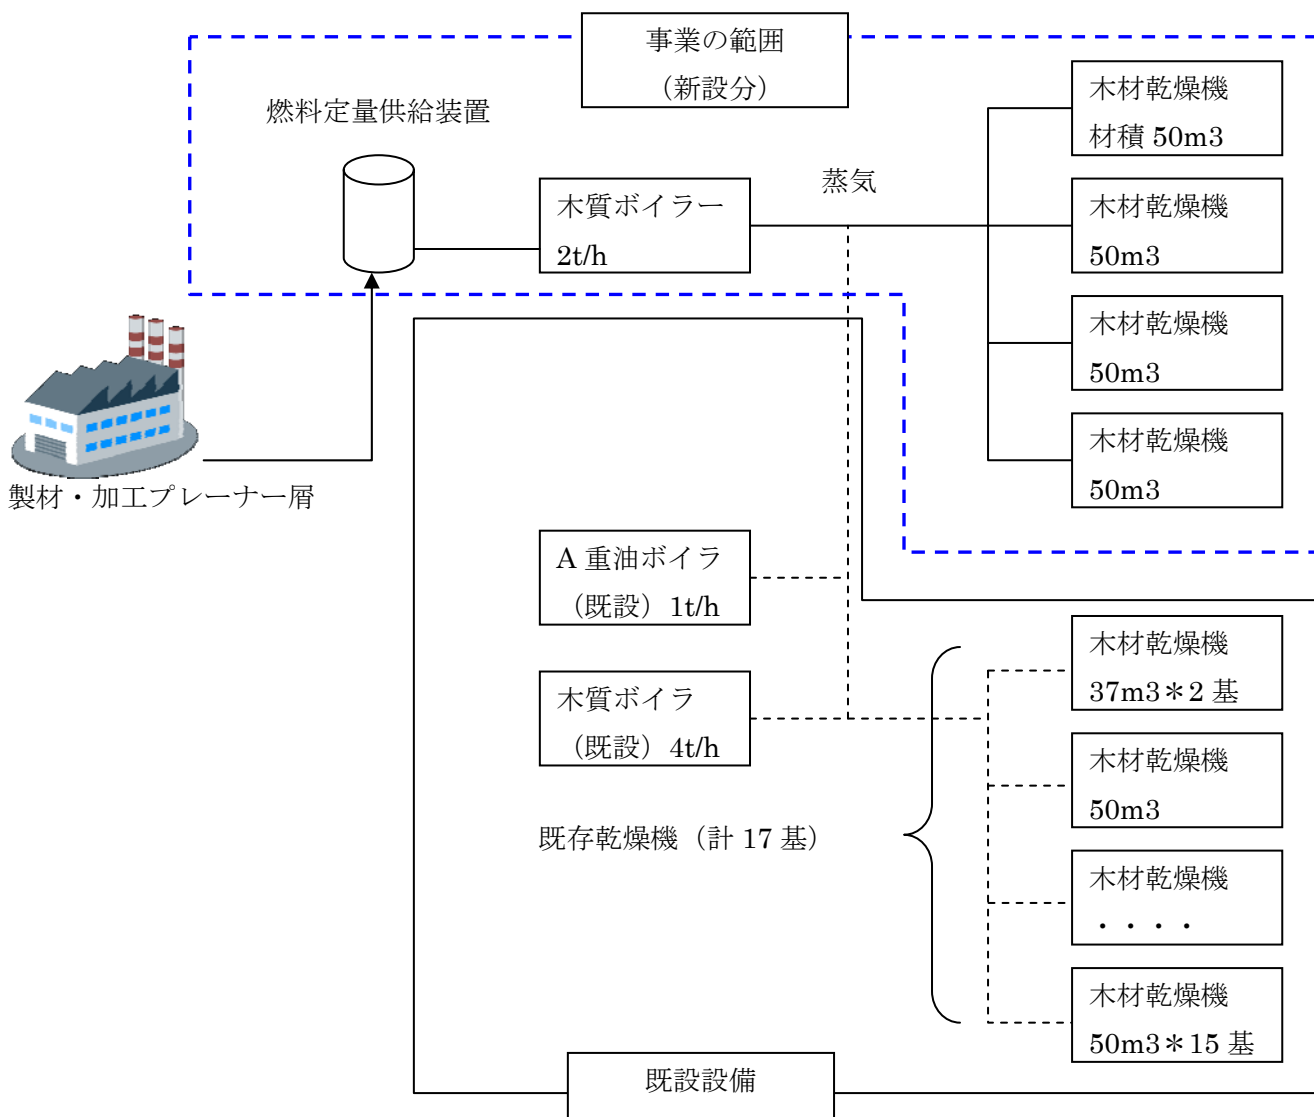 事業の範囲
（新設分）
燃料定量供給装置
木材乾燥機
材積 50m3
蒸気
木質ボイラー
2t/h
木材乾燥機
50m3
木材乾燥機
50m3
木材乾燥機
50m3
製材・加工プレーナー屑
A 重油ボイラ
（既設）1t/h
木質ボイラ
（既設）4t/h
木材乾燥機
37m3＊2 基
木材乾燥機
50m3
既存乾燥機（計 17 基）
木材乾燥機
・・・・
木材乾燥機
50m3＊15 基
既設設備